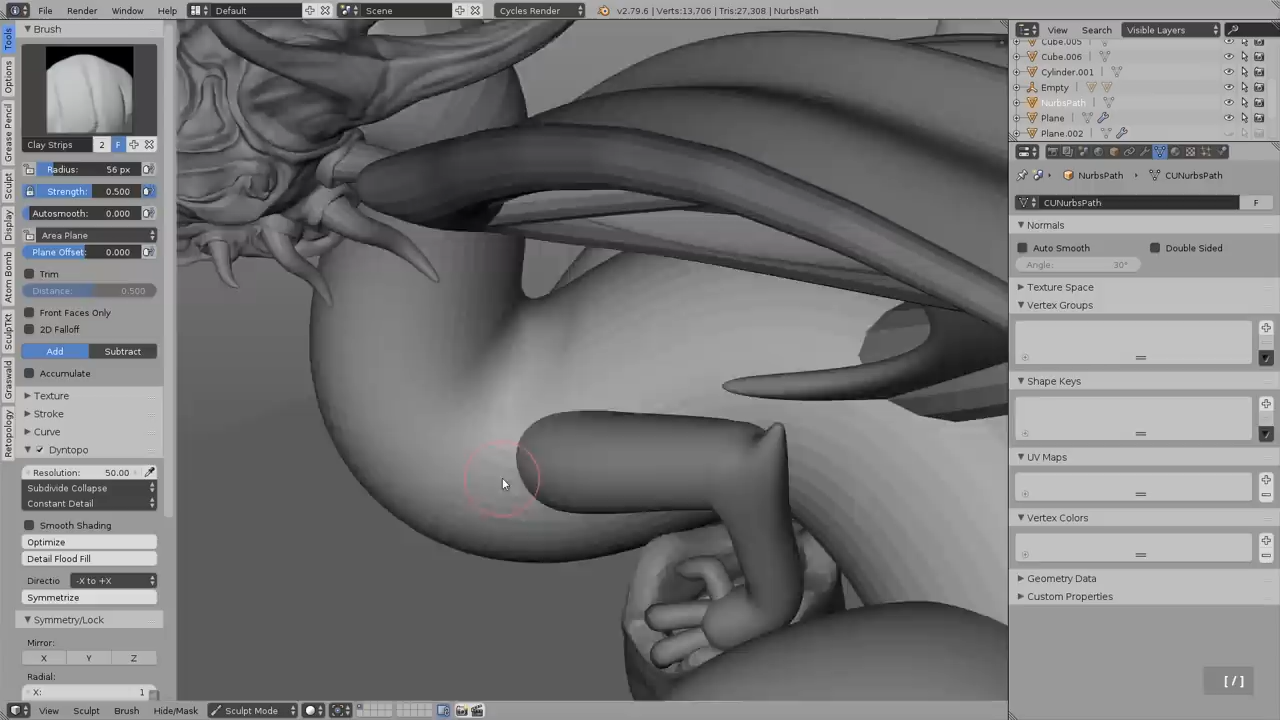 File Render Window Help Default Scene Cycles Render v2.79.6 | Verts:13,706 | Tris:27,308 | NurbsPath
Brush
Clay Strips 2 F
Radius: 56 px
Strength: 0.500
Autosmooth: 0.000
Area Plane
Plane Offset: 0.000
Trim
Distance: 0.500
Front Faces Only
2D Falloff
Add Subtract
Accumulate
Texture
Stroke
Curve
Dyntopo
Resolution: 50.00
Subdivide Collapse
Constant Detail
Smooth Shading
Optimize
Detail Flood Fill
Directio -X to +X
Symmetrize
Symmetry/Lock
Mirror:
X Y Z
Radial:
X: 1
Tools
Options
Grease Pencil
Sculpt
Display
Atom Bomb
SculpTKt
Graswald
Retopology
View Sculpt Brush Hide/Mask Sculpt Mode
View Search Visible Layers
Cube.005
Cube.006
Cylinder.001
Empty
NurbsPath
Plane
Plane.002
NurbsPath CUNurbsPath
CUNurbsPath F
Normals
Auto Smooth Double Sided
Angle: 30°
Texture Space
Vertex Groups
Shape Keys
UV Maps
Vertex Colors
Geometry Data
Custom Properties
[ / ]